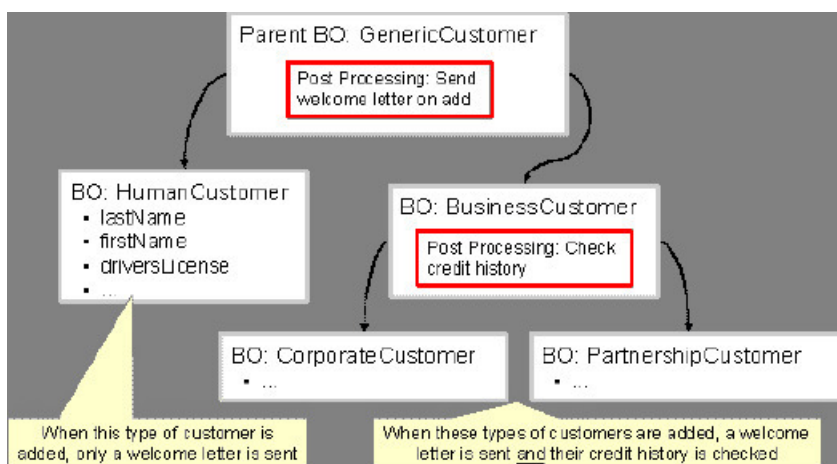 Parent BO: GenericCustomer
Post Processing: Send
welcome letter on add
BO: HumanCustomer
▪ lastName
▪ firstName
▪ driversLicense
▪ ...
BO: BusinessCustomer
Post Processing: Check
credit history
BO: CorporateCustomer
▪ ...
BO: PartnershipCustomer
▪ ...
When this type of customer is
added, only a welcome letter is sent
When these types of customers are added, a welcome
letter is sent and their credit history is checked